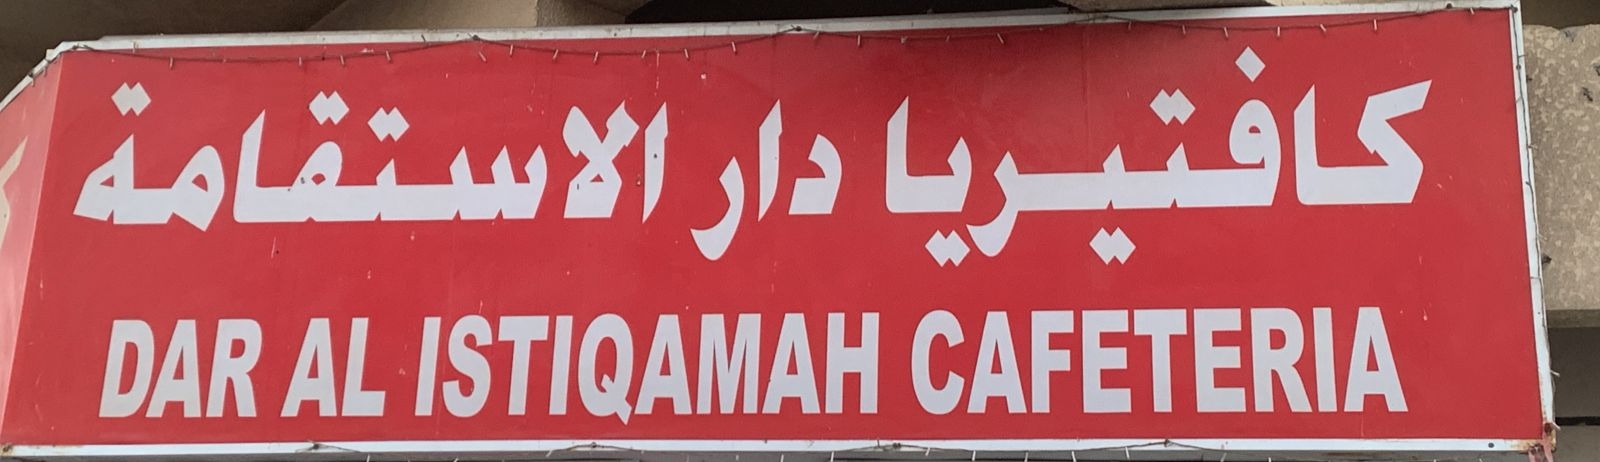 كافتيريا دار الاستقامة
DAR AL ISTIQAMAH CAFETERIA